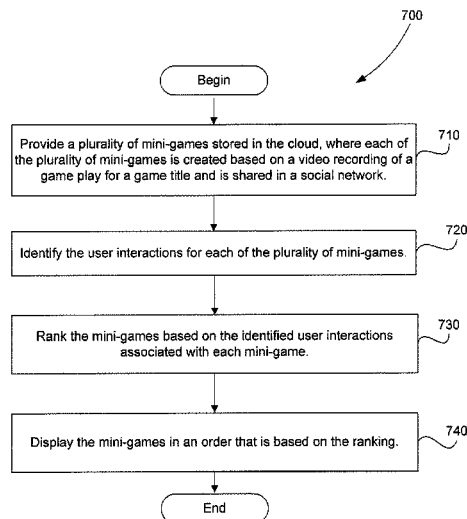 700
Begin
Provide a plurality of mini-games stored in the cloud, where each of
the plurality of mini-games is created based on a video recording of a
game play for a game title and is shared in a social network.
710
Identify the user interactions for each of the plurality of mini-games.
720
Rank the mini-games based on the identified user interactions
associated with each mini-game.
730
Display the mini-games in an order that is based on the ranking.
740
End